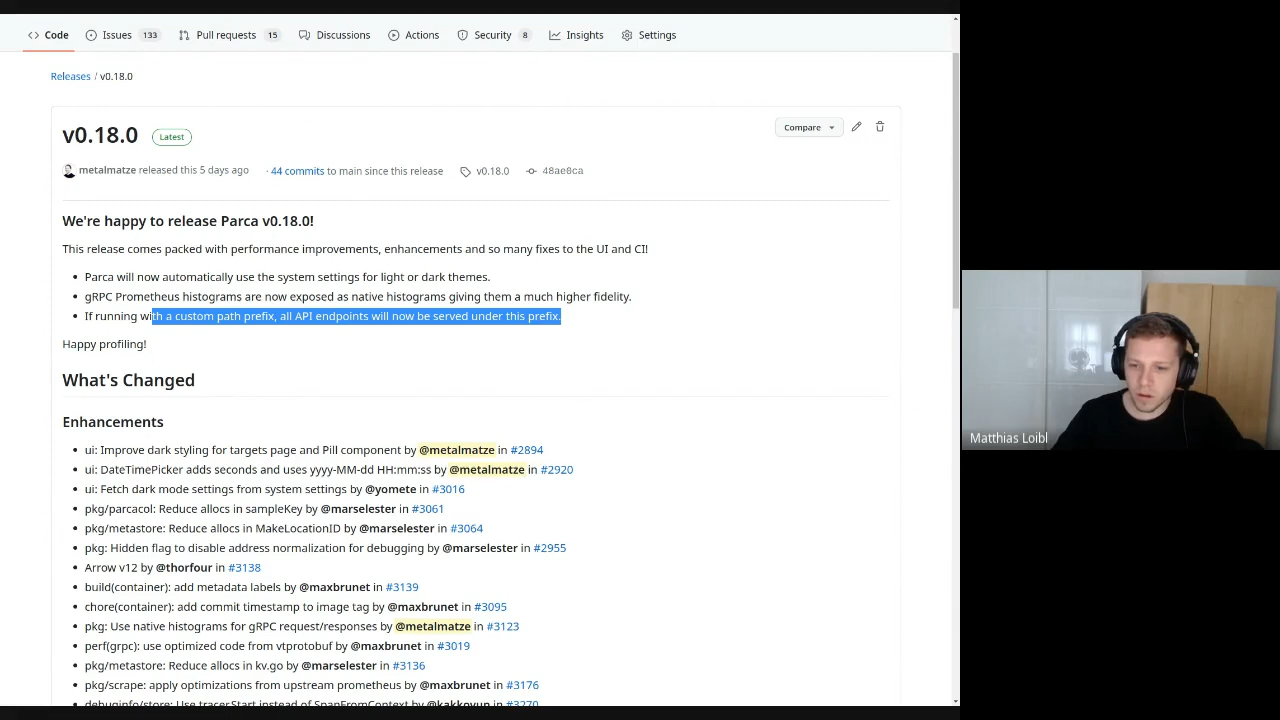 Code Issues 133 Pull requests 15 Discussions Actions Security 8 Insights Settings
Releases / v0.18.0
v0.18.0 Latest Compare
metalmatze released this 5 days ago · 44 commits to main since this release v0.18.0 48ae0ca
We're happy to release Parca v0.18.0!
This release comes packed with performance improvements, enhancements and so many fixes to the UI and CI!
• Parca will now automatically use the system settings for light or dark themes.
• gRPC Prometheus histograms are now exposed as native histograms giving them a much higher fidelity.
• If running with a custom path prefix, all API endpoints will now be served under this prefix.
Happy profiling!
What's Changed
Enhancements
• ui: Improve dark styling for targets page and Pill component by @metalmatze in #2894
• ui: DateTimePicker adds seconds and uses yyyy-MM-dd HH:mm:ss by @metalmatze in #2920
• ui: Fetch dark mode settings from system settings by @yomete in #3016
• pkg/parcacol: Reduce allocs in sampleKey by @marselester in #3061
• pkg/metastore: Reduce allocs in MakeLocationID by @marselester in #3064
• pkg: Hidden flag to disable address normalization for debugging by @marselester in #2955
• Arrow v12 by @thorfour in #3138
• build(container): add metadata labels by @maxbrunet in #3139
• chore(container): add commit timestamp to image tag by @maxbrunet in #3095
• pkg: Use native histograms for gRPC request/responses by @metalmatze in #3123
• perf(grpc): use optimized code from vtprotobuf by @maxbrunet in #3019
• pkg/metastore: Reduce allocs in kv.go by @marselester in #3136
• pkg/scrape: apply optimizations from upstream prometheus by @maxbrunet in #3176
• debuginfo/store: Use tracer.Start instead of SpanFromContext by @kakkoyun in #3270
Matthias Loibl